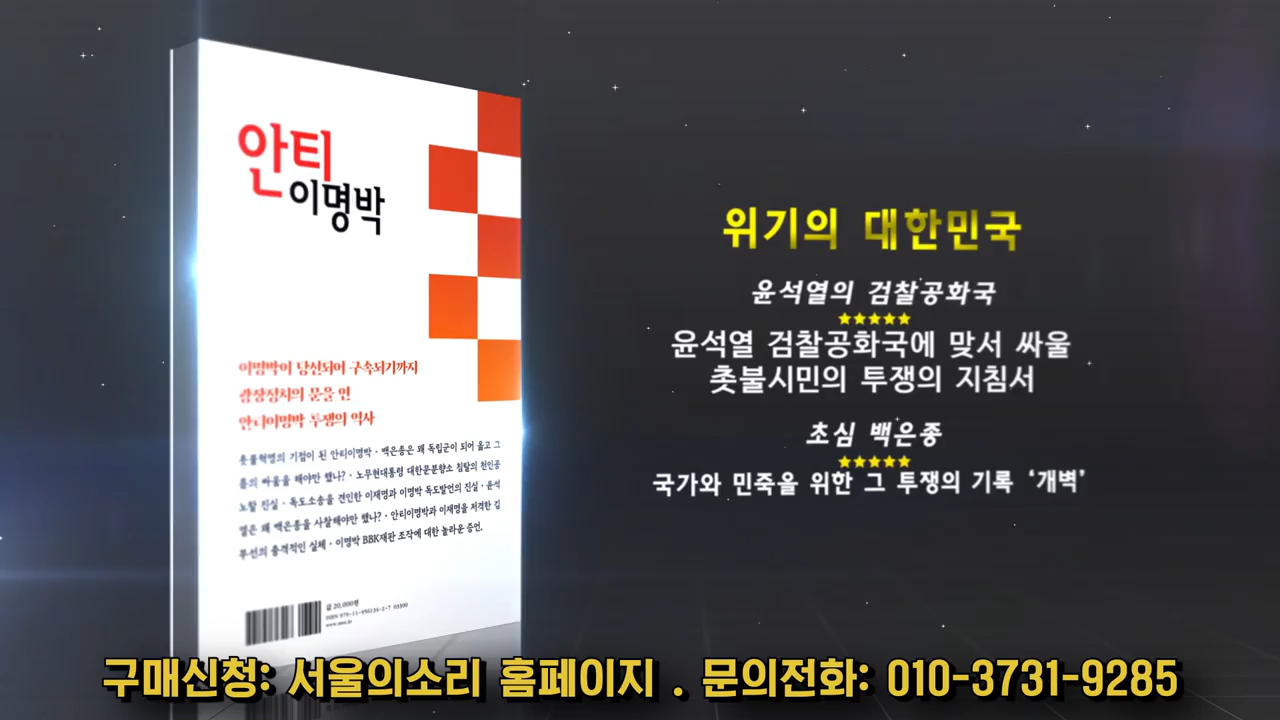 안티
이명박
이명박이 당선되어 구속되기까지
광장정치의 문을 연
안티이명박 투쟁의 역사
촛불혁명의 기점이 된 안티이명박 · 백은종은 왜 독립군이 되어 홀고 그
흠의 싸움을 해야만 했나? · 노무현대통령 대한문분향소 침탈의 천인공
노할 진실 · 독도소송을 견인한 이재명과 이명박 독도발언의 진실 · 윤석
열은 왜 백은종을 사찰해야만 했나? · 안티이명박과 이재명을 저격한 김
부선의 충격적인 실체 · 이명박 BBK재판 조작에 대한 놀라운 증언.
값 20,000원
위기의 대한민국
윤석열의 검찰공화국
★★★★★
윤석열 검찰공화국에 맞서 싸울
촛불시민의 투쟁의 지침서
초심 백은종
★★★★★
국가와 민족을 위한 그 투쟁의 기록 ‘개벽’
구매신청: 서울의소리 홈페이지 . 문의전화: 010-3731-9285